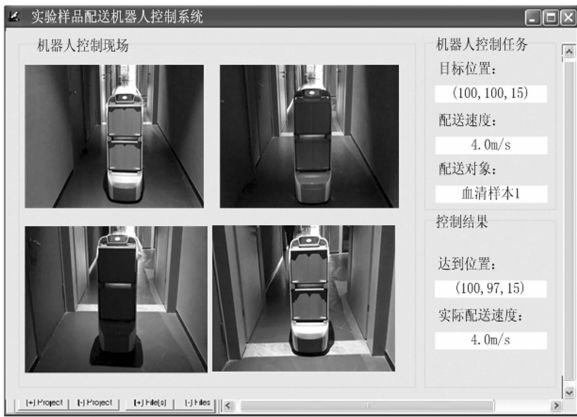 实验样品配送机器人控制系统
机器人控制现场
机器人控制任务
目标位置：
(100,100,15)
配送速度：
4.0m/s
配送对象：
血清样本1
控制结果
达到位置：
(100,97,15)
实际配送速度：
4.0m/s
[+] Project [-] Project [+] File(s) [-] Files